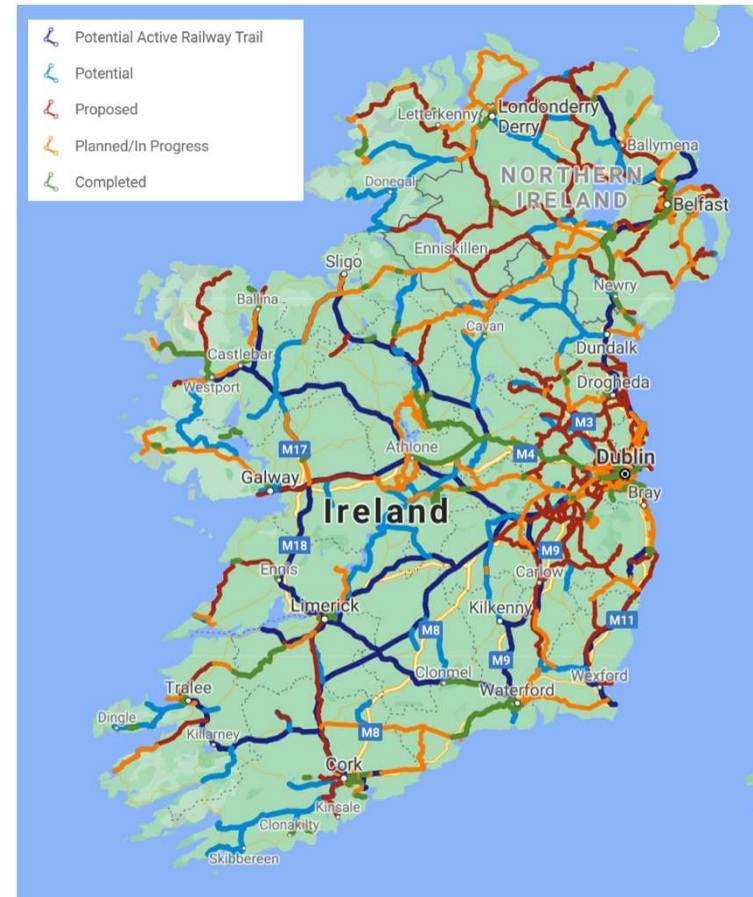 Potential Active Railway Trail
Potential
Proposed
Planned/In Progress
Completed
Letterkenny
Londonderry
Derry
Ballymena
NORTHERN
IRELAND
Donegal
Belfast
Enniskillen
Sligo
Newry
Ballina
Cavan
Dundalk
Castlebar
Westport
Drogheda
M3
M17
Athlone
M4
Dublin
Galway
Bray
Ireland
M18
M9
Ennis
Carlow
Limerick
Kilkenny
M8
M11
M9
Clonmel
Wexford
Tralee
Waterford
Dingle
Killarney
M8
Cork
Kinsale
Clonakilty
Skibbereen